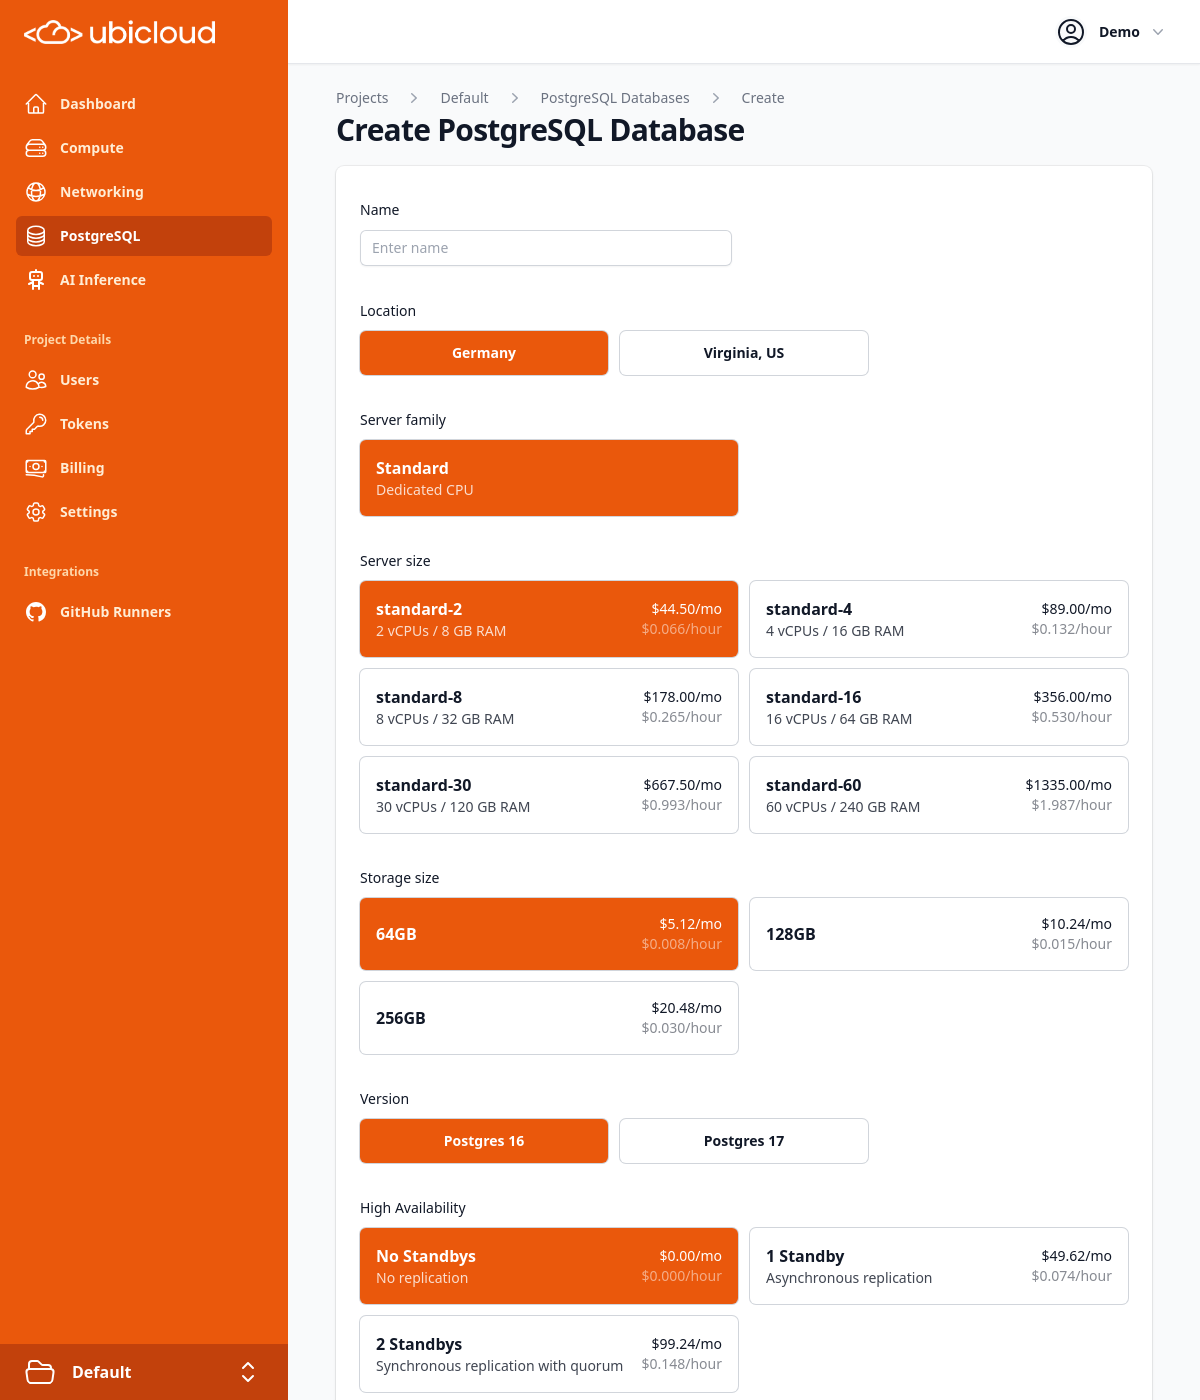 ubicloud
Demo
Dashboard
Compute
Networking
PostgreSQL
AI Inference
Project Details
Users
Tokens
Billing
Settings
Integrations
GitHub Runners
Default
Projects > Default > PostgreSQL Databases > Create
Create PostgreSQL Database
Name
Enter name
Location
Germany
Virginia, US
Server family
Standard
Dedicated CPU
Server size
standard-2 $44.50/mo
2 vCPUs / 8 GB RAM $0.066/hour
standard-4 $89.00/mo
4 vCPUs / 16 GB RAM $0.132/hour
standard-8 $178.00/mo
8 vCPUs / 32 GB RAM $0.265/hour
standard-16 $356.00/mo
16 vCPUs / 64 GB RAM $0.530/hour
standard-30 $667.50/mo
30 vCPUs / 120 GB RAM $0.993/hour
standard-60 $1335.00/mo
60 vCPUs / 240 GB RAM $1.987/hour
Storage size
64GB
$5.12/mo
$0.008/hour
128GB
$10.24/mo
$0.015/hour
256GB
$20.48/mo
$0.030/hour
Version
Postgres 16
Postgres 17
High Availability
No Standbys $0.00/mo
No replication $0.000/hour
1 Standby $49.62/mo
Asynchronous replication $0.074/hour
2 Standbys $99.24/mo
Synchronous replication with quorum $0.148/hour